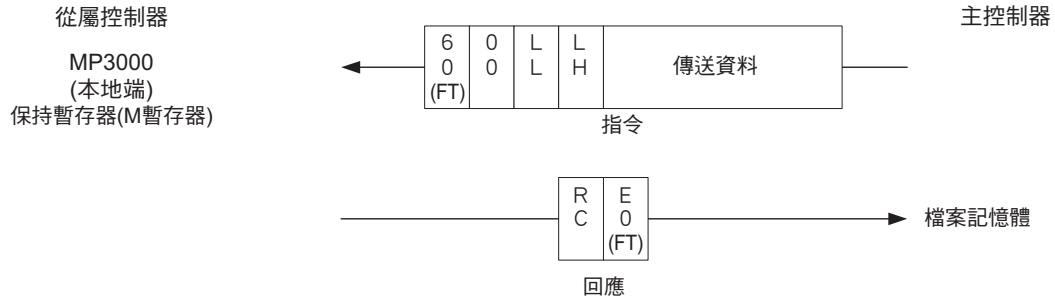 從屬控制器
主控制器
MP3000
(本地端)
保持暫存器(M暫存器)
6 0 L L
0 0 L H
(FT)
傳送資料
指令
R E
C 0
(FT)
檔案記憶體
回應